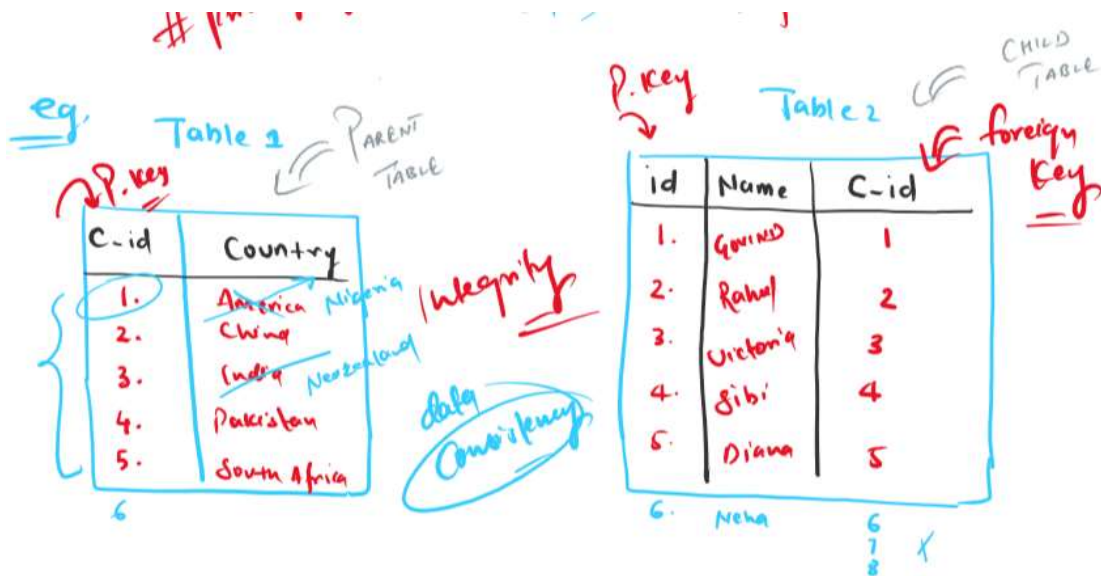 #
CHILD
TABLE
P. Key
eg.
Table 1
PARENT
TABLE
Table 2
foreign
Key
P. Key
C-id
Country
id
Name
C-id
1.
America
Nigeria
2.
China
3.
India
Neozealand
4.
Pakistan
5.
South Africa
6
Integrity
data
Consistency
1.
GOVIND
1
2.
Rahul
2
3.
Victoria
3
4.
Sibi
4
5.
Diana
5
6.
Neha
6
7
8
X